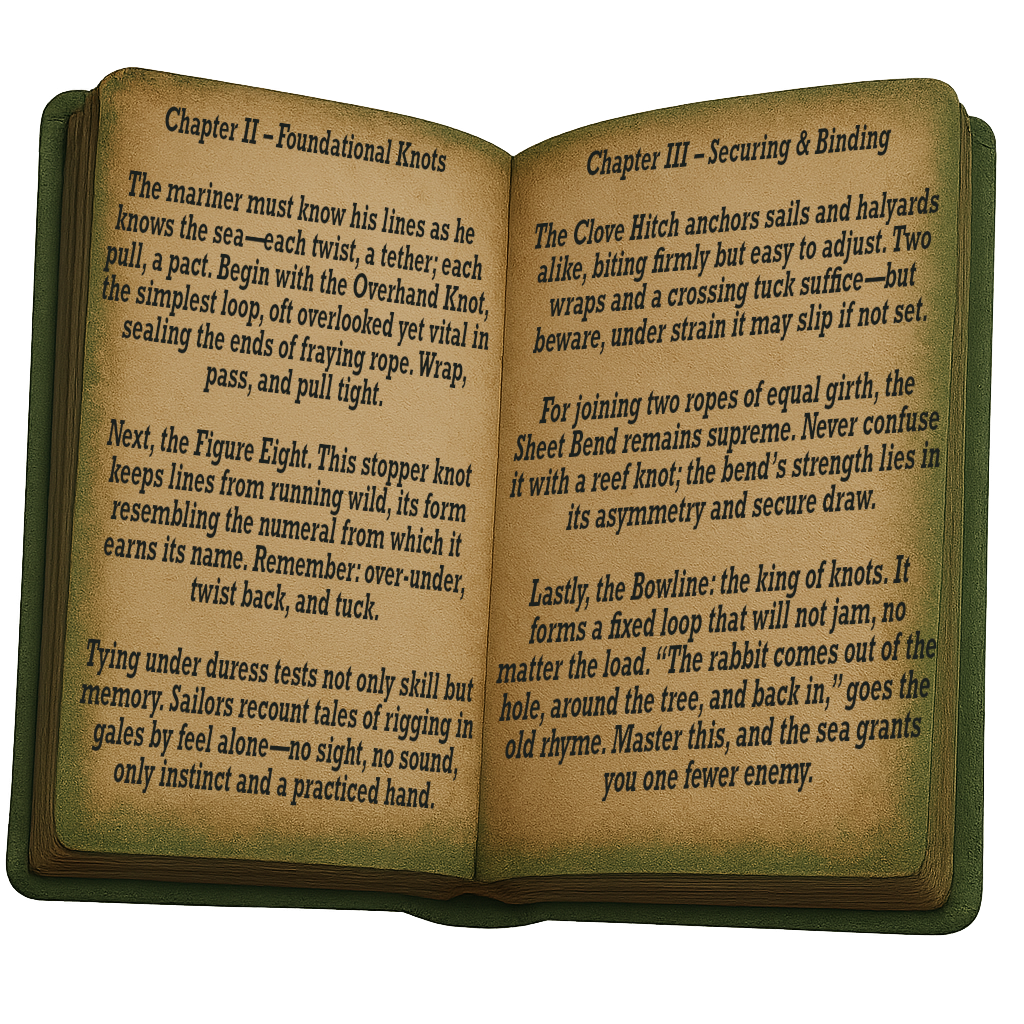 Chapter II – Foundational Knots
The mariner must know his lines as he
knows the sea—each twist, a tether; each
pull, a pact. Begin with the Overhand Knot,
the simplest loop, oft overlooked yet vital in
sealing the ends of fraying rope. Wrap,
pass, and pull tight.
Next, the Figure Eight. This stopper knot
keeps lines from running wild, its form
resembling the numeral from which it
earns its name. Remember: over-under,
twist back, and tuck.
Tying under duress tests not only skill but
memory. Sailors recount tales of rigging in
gales by feel alone—no sight, no sound,
only instinct and a practiced hand.
Chapter III – Securing & Binding
The Clove Hitch anchors sails and halyards
alike, biting firmly but easy to adjust. Two
wraps and a crossing tuck suffice—but
beware, under strain it may slip if not set.
For joining two ropes of equal girth, the
Sheet Bend remains supreme. Never confuse
it with a reef knot; the bend’s strength lies in
its asymmetry and secure draw.
Lastly, the Bowline: the king of knots. It
forms a fixed loop that will not jam, no
matter the load. “The rabbit comes out of the
hole, around the tree, and back in,” goes the
old rhyme. Master this, and the sea grants
you one fewer enemy.